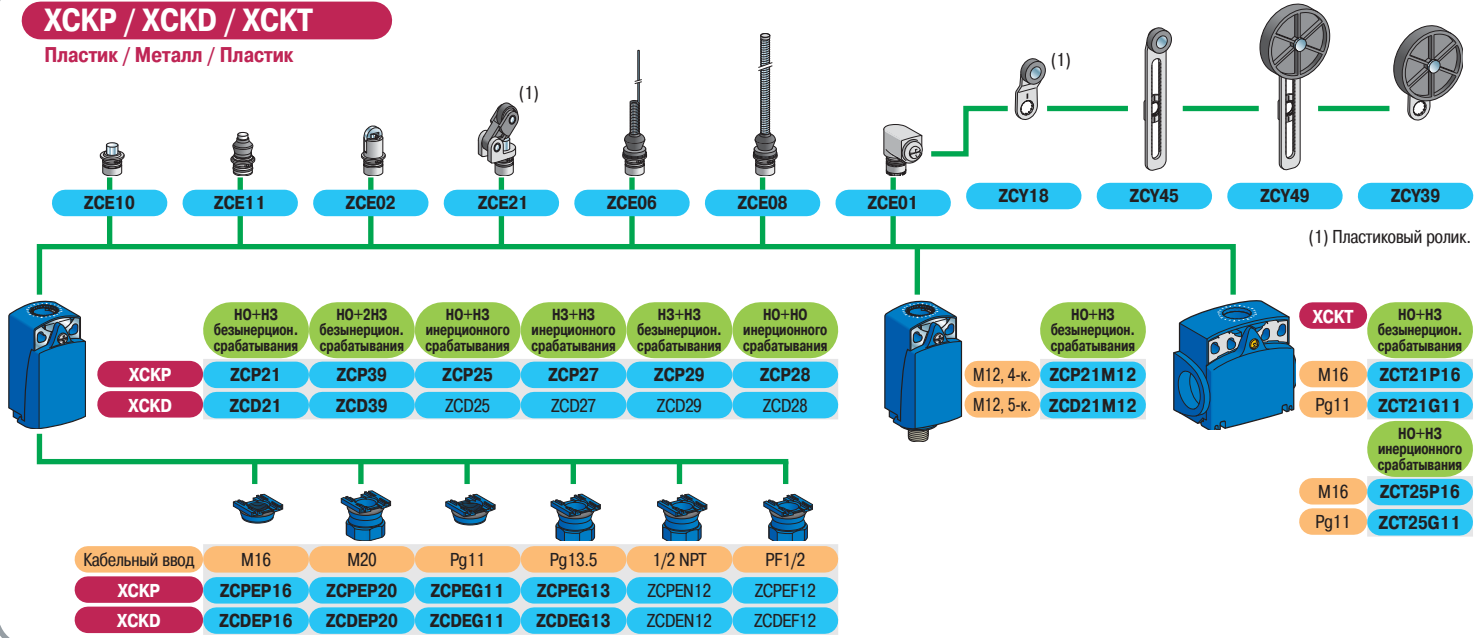 XCKP / XCKD / XCKT
Пластик / Металл / Пластик
(1)
(1)
ZCE10 ZCE11 ZCE02 ZCE21 ZCE06 ZCE08 ZCE01 ZCY18 ZCY45 ZCY49 ZCY39
(1) Пластиковый ролик.
НО+НЗ безынерцион. срабатывания
НО+2НЗ безынерцион. срабатывания
НО+НЗ инерционного срабатывания
НЗ+НЗ инерционного срабатывания
НЗ+НЗ безынерцион. срабатывания
НО+НО инерционного срабатывания
XCKP ZCP21 ZCP39 ZCP25 ZCP27 ZCP29 ZCP28
XCKD ZCD21 ZCD39 ZCD25 ZCD27 ZCD29 ZCD28
НО+НЗ безынерцион. срабатывания
M12, 4-к. ZCP21M12
M12, 5-к. ZCD21M12
XCKT
НО+НЗ безынерцион. срабатывания
M16 ZCT21P16
Pg11 ZCT21G11
НО+НЗ инерционного срабатывания
M16 ZCT25P16
Pg11 ZCT25G11
Кабельный ввод M16 M20 Pg11 Pg13.5 1/2 NPT PF1/2
XCKP ZCPEP16 ZCPEP20 ZCPEG11 ZCPEG13 ZCPEN12 ZCPEF12
XCKD ZCDEP16 ZCDEP20 ZCDEG11 ZCDEG13 ZCDEN12 ZCDEF12